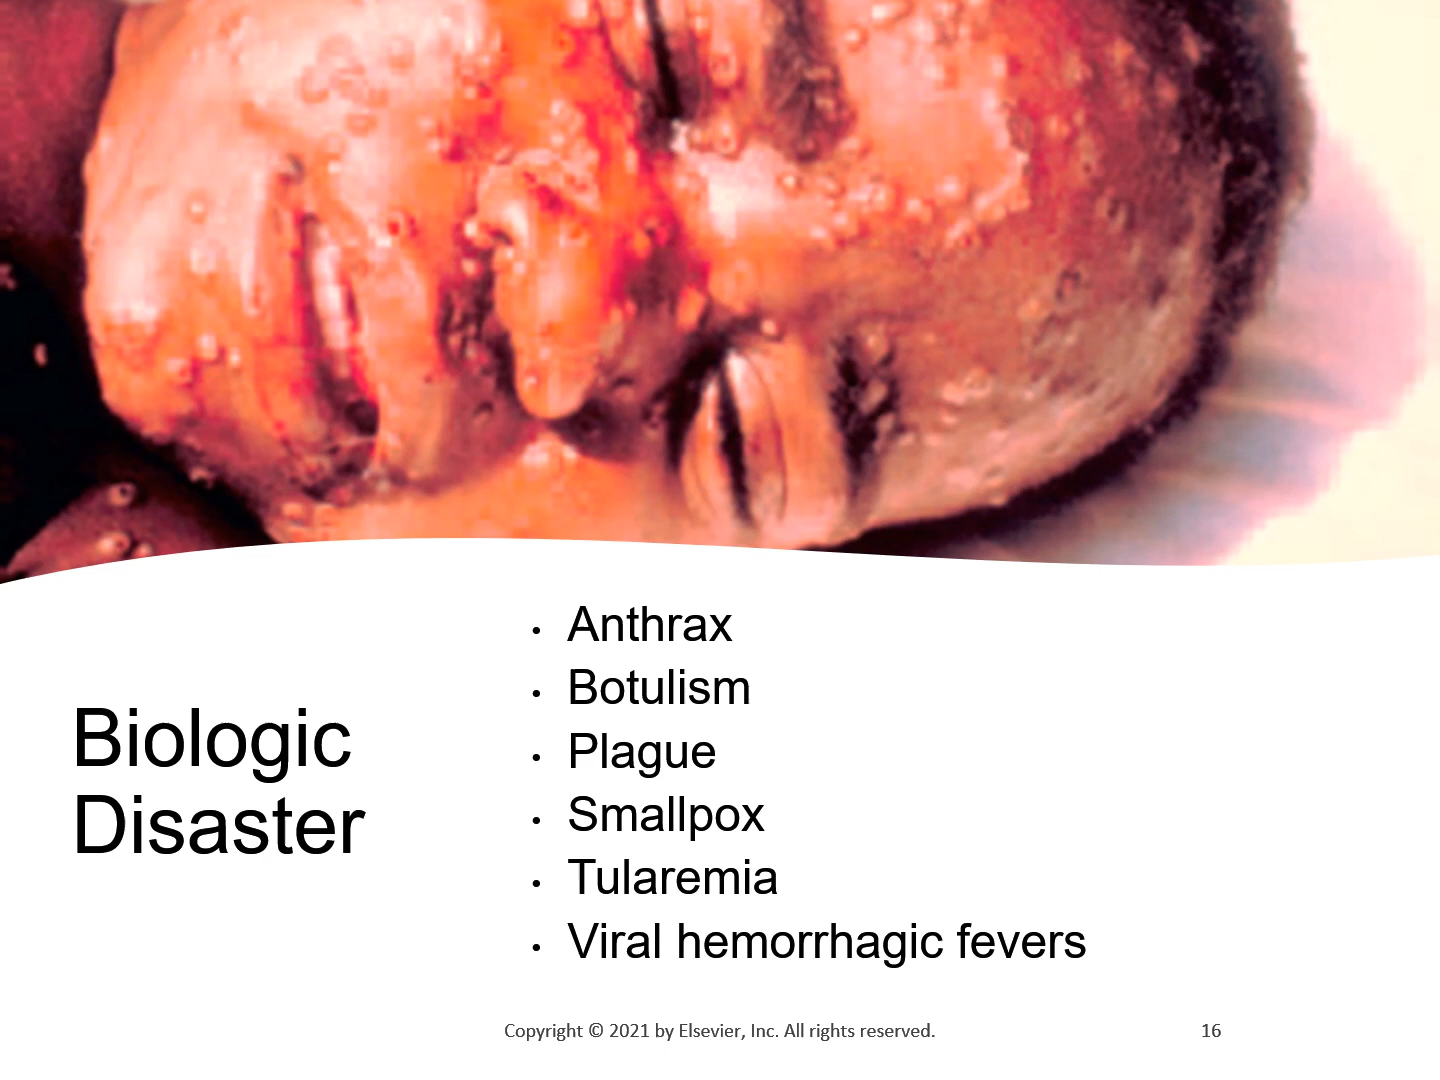 Biologic
Disaster
• Anthrax
• Botulism
• Plague
• Smallpox
• Tularemia
• Viral hemorrhagic fevers
Copyright © 2021 by Elsevier, Inc. All rights reserved.
16